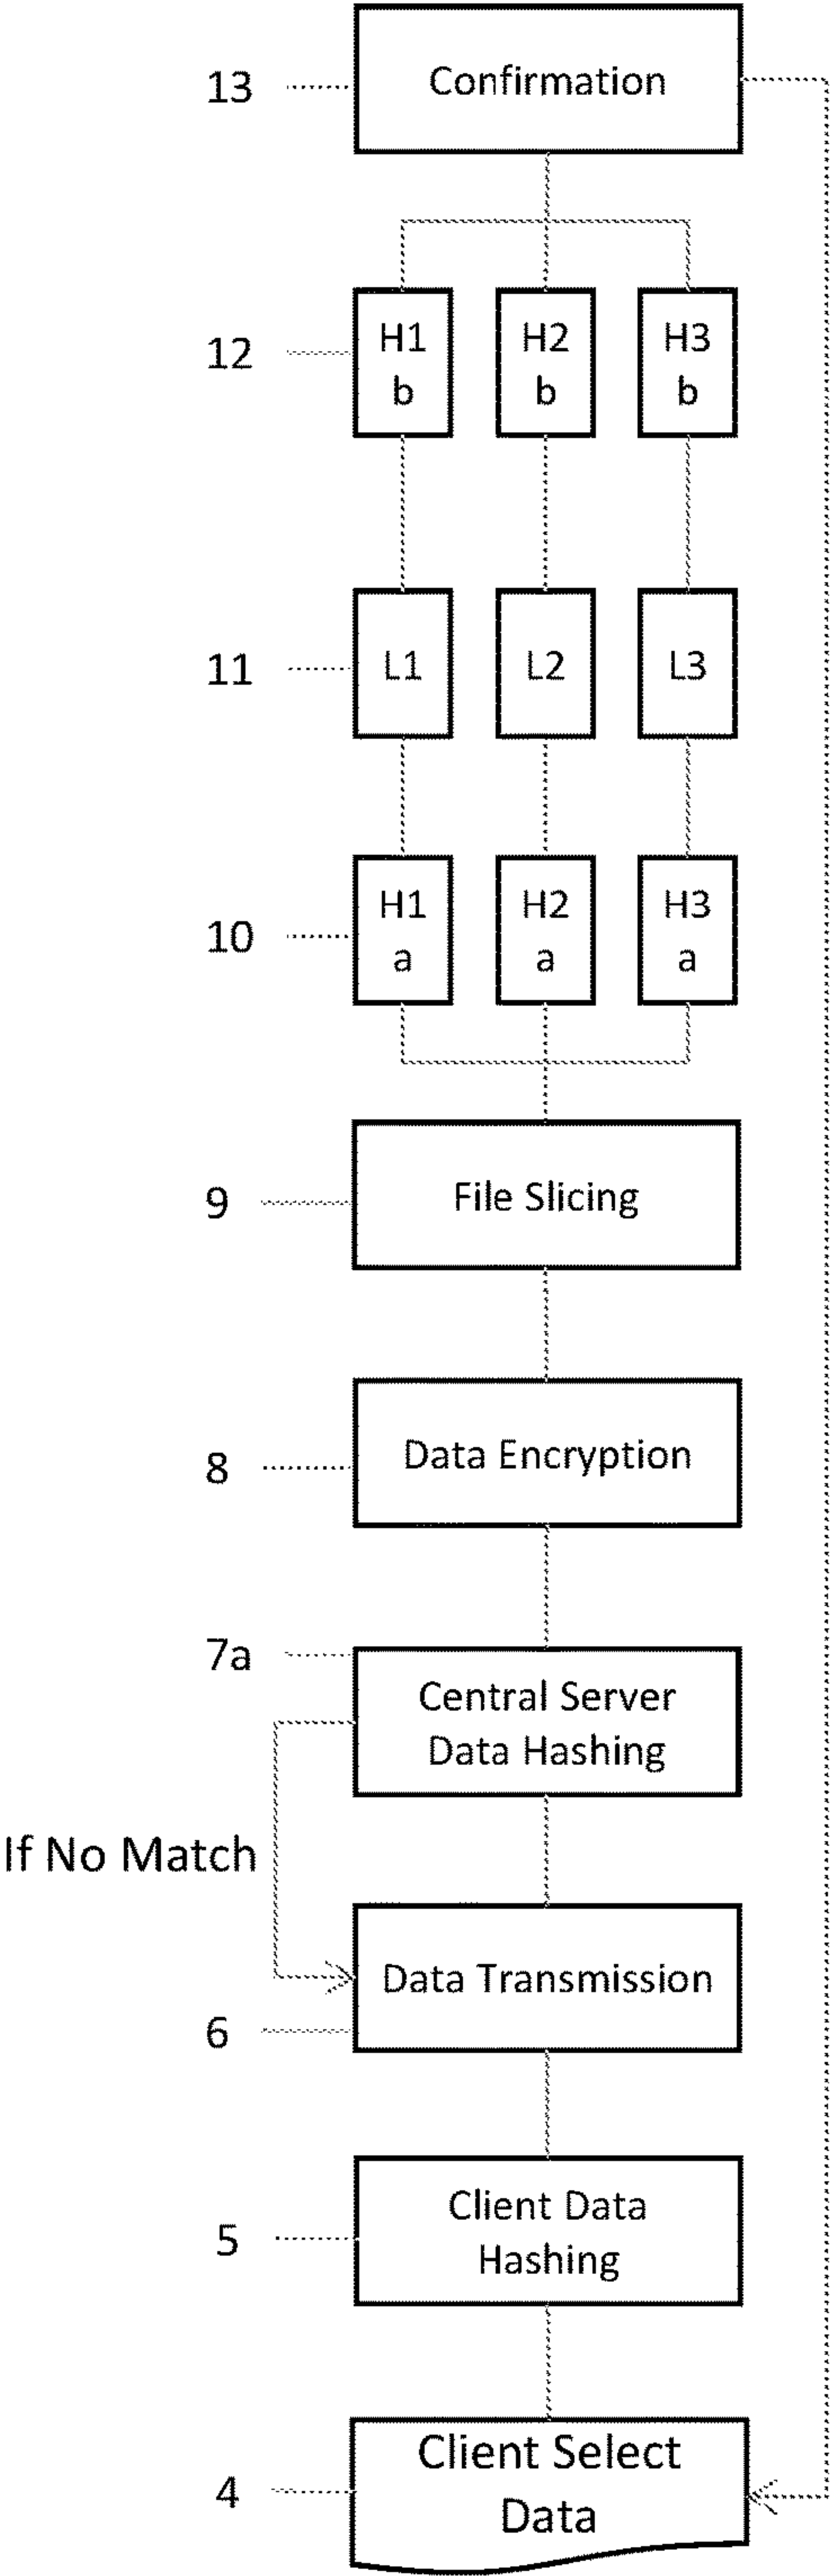 13
Confirmation
12
H1
b
H2
b
H3
b
11
L1
L2
L3
10
H1
a
H2
a
H3
a
9
File Slicing
8
Data Encryption
7a
Central Server
Data Hashing
If No Match
Data Transmission
6
Client Data
Hashing
5
Client Select
Data
4